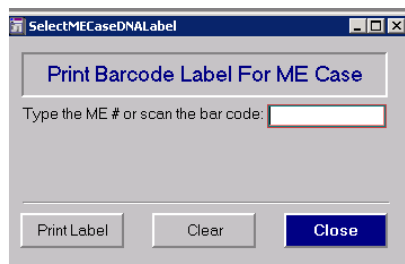 SelectMECaseDNALabel
Print Barcode Label For ME Case
Type the ME # or scan the bar code:
Print Label Clear Close